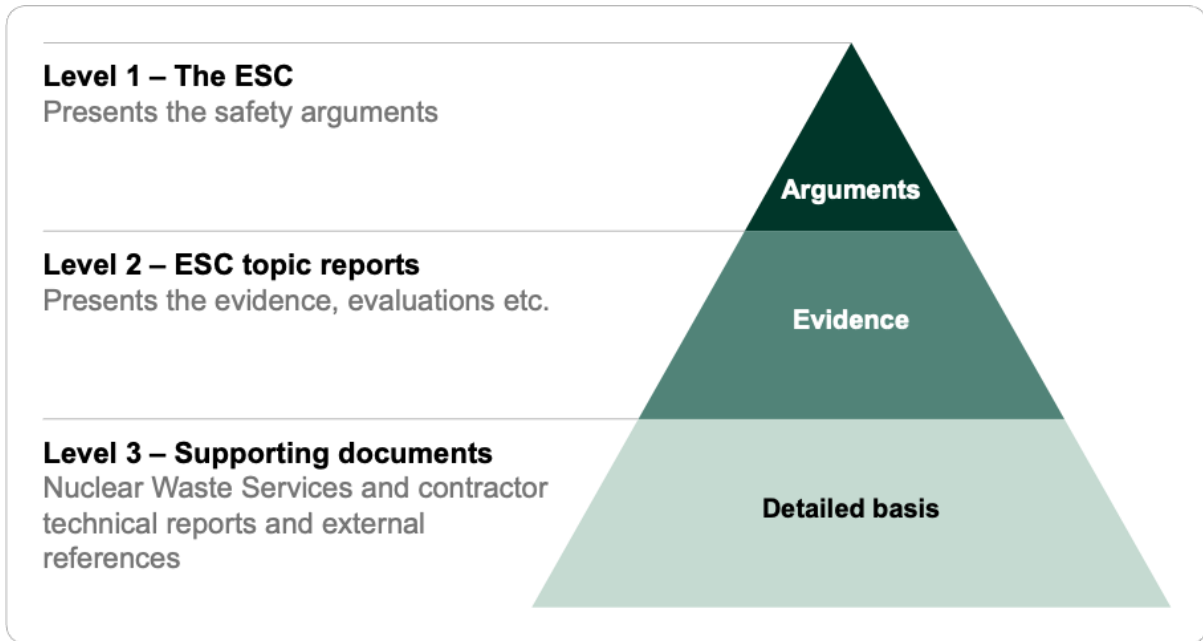 Level 1 – The ESC
Presents the safety arguments
Arguments
Level 2 – ESC topic reports
Presents the evidence, evaluations etc.
Evidence
Level 3 – Supporting documents
Nuclear Waste Services and contractor
technical reports and external
references
Detailed basis